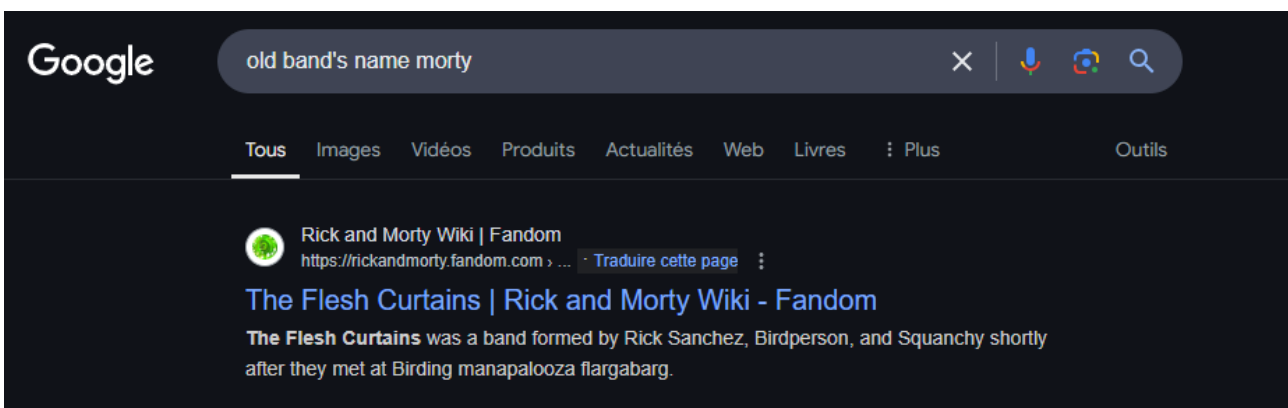 Google
old band's name morty
Tous Images Vidéos Produits Actualités Web Livres Plus Outils
Rick and Morty Wiki | Fandom
https://rickandmorty.fandom.com › ... · Traduire cette page
The Flesh Curtains | Rick and Morty Wiki - Fandom
The Flesh Curtains was a band formed by Rick Sanchez, Birdperson, and Squanchy shortly
after they met at Birding manapalooza flargabarg.